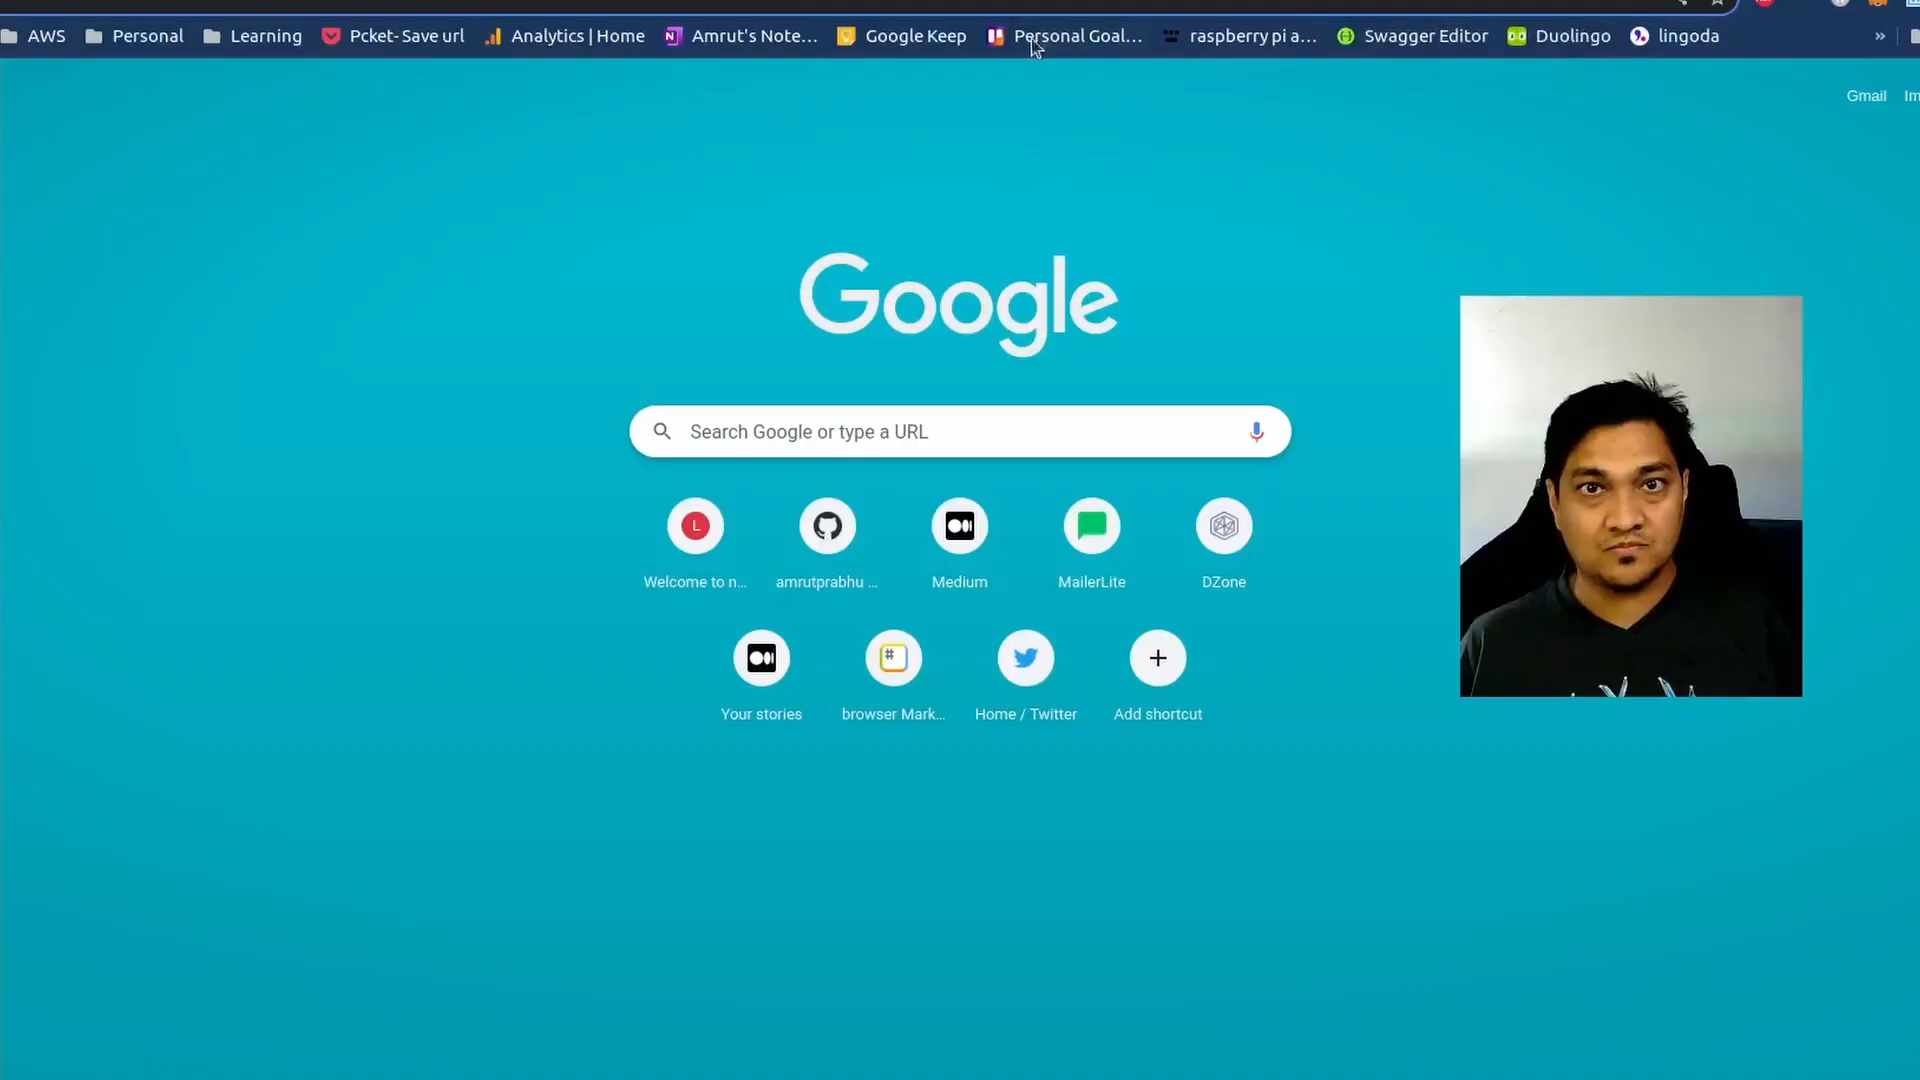 AWS Personal Learning Pcket- Save url Analytics | Home Amrut's Note... Google Keep Personal Goal... raspberry pi a... Swagger Editor Duolingo lingoda »
Gmail Im
Google
Search Google or type a URL
L
Welcome to n... amrutprabhu ... Medium MailerLite DZone
#
Your stories browser Mark... Home / Twitter Add shortcut